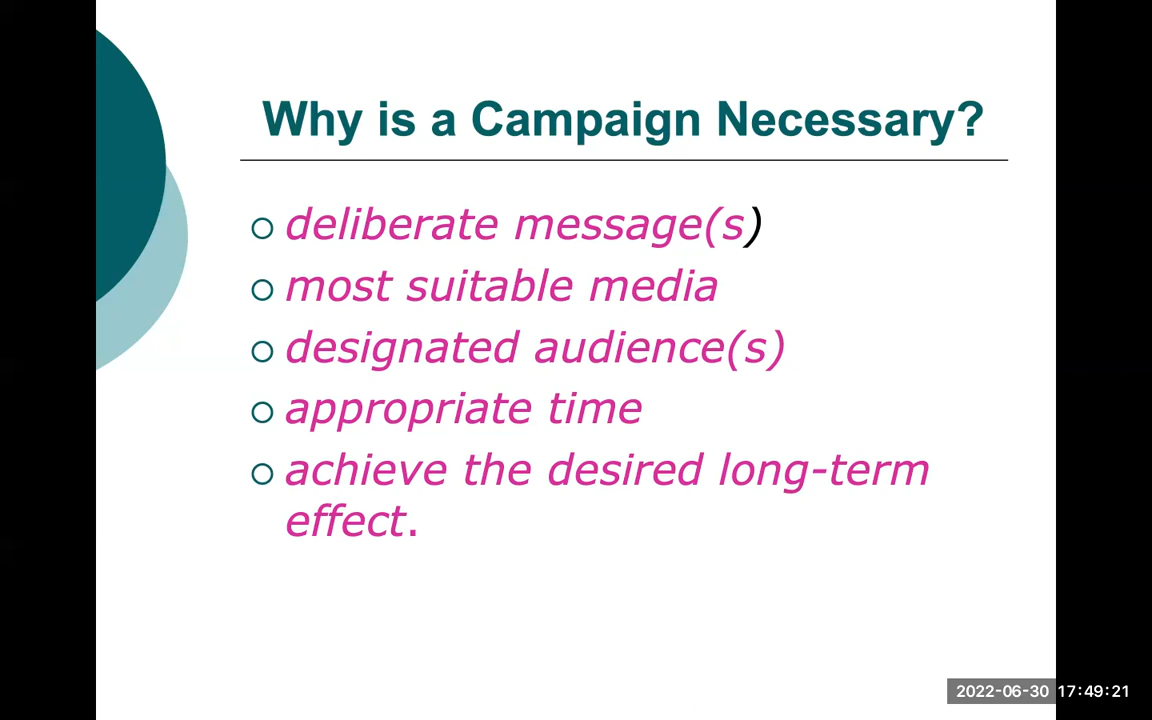 Why is a Campaign Necessary?
deliberate message(s)
most suitable media
designated audience(s)
appropriate time
achieve the desired long-term
effect.
2022-06-30 17:49:21